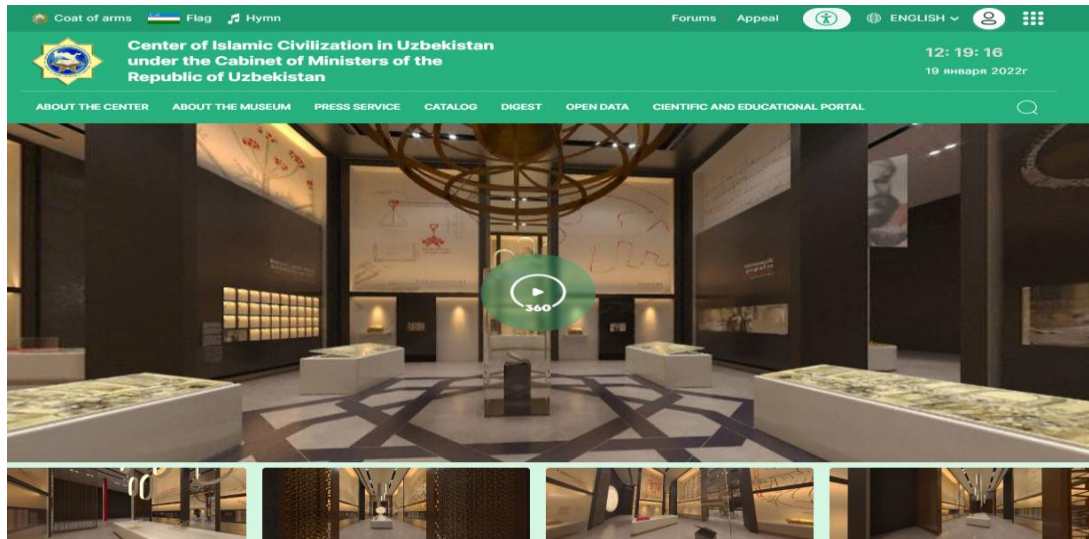 Coat of arms Flag Hymn Forums Appeal ENGLISH
Center of Islamic Civilization in Uzbekistan
under the Cabinet of Ministers of the
Republic of Uzbekistan
12: 19: 16
19 января 2022г
ABOUT THE CENTER ABOUT THE MUSEUM PRESS SERVICE CATALOG DIGEST OPEN DATA CIENTIFIC AND EDUCATIONAL PORTAL
360